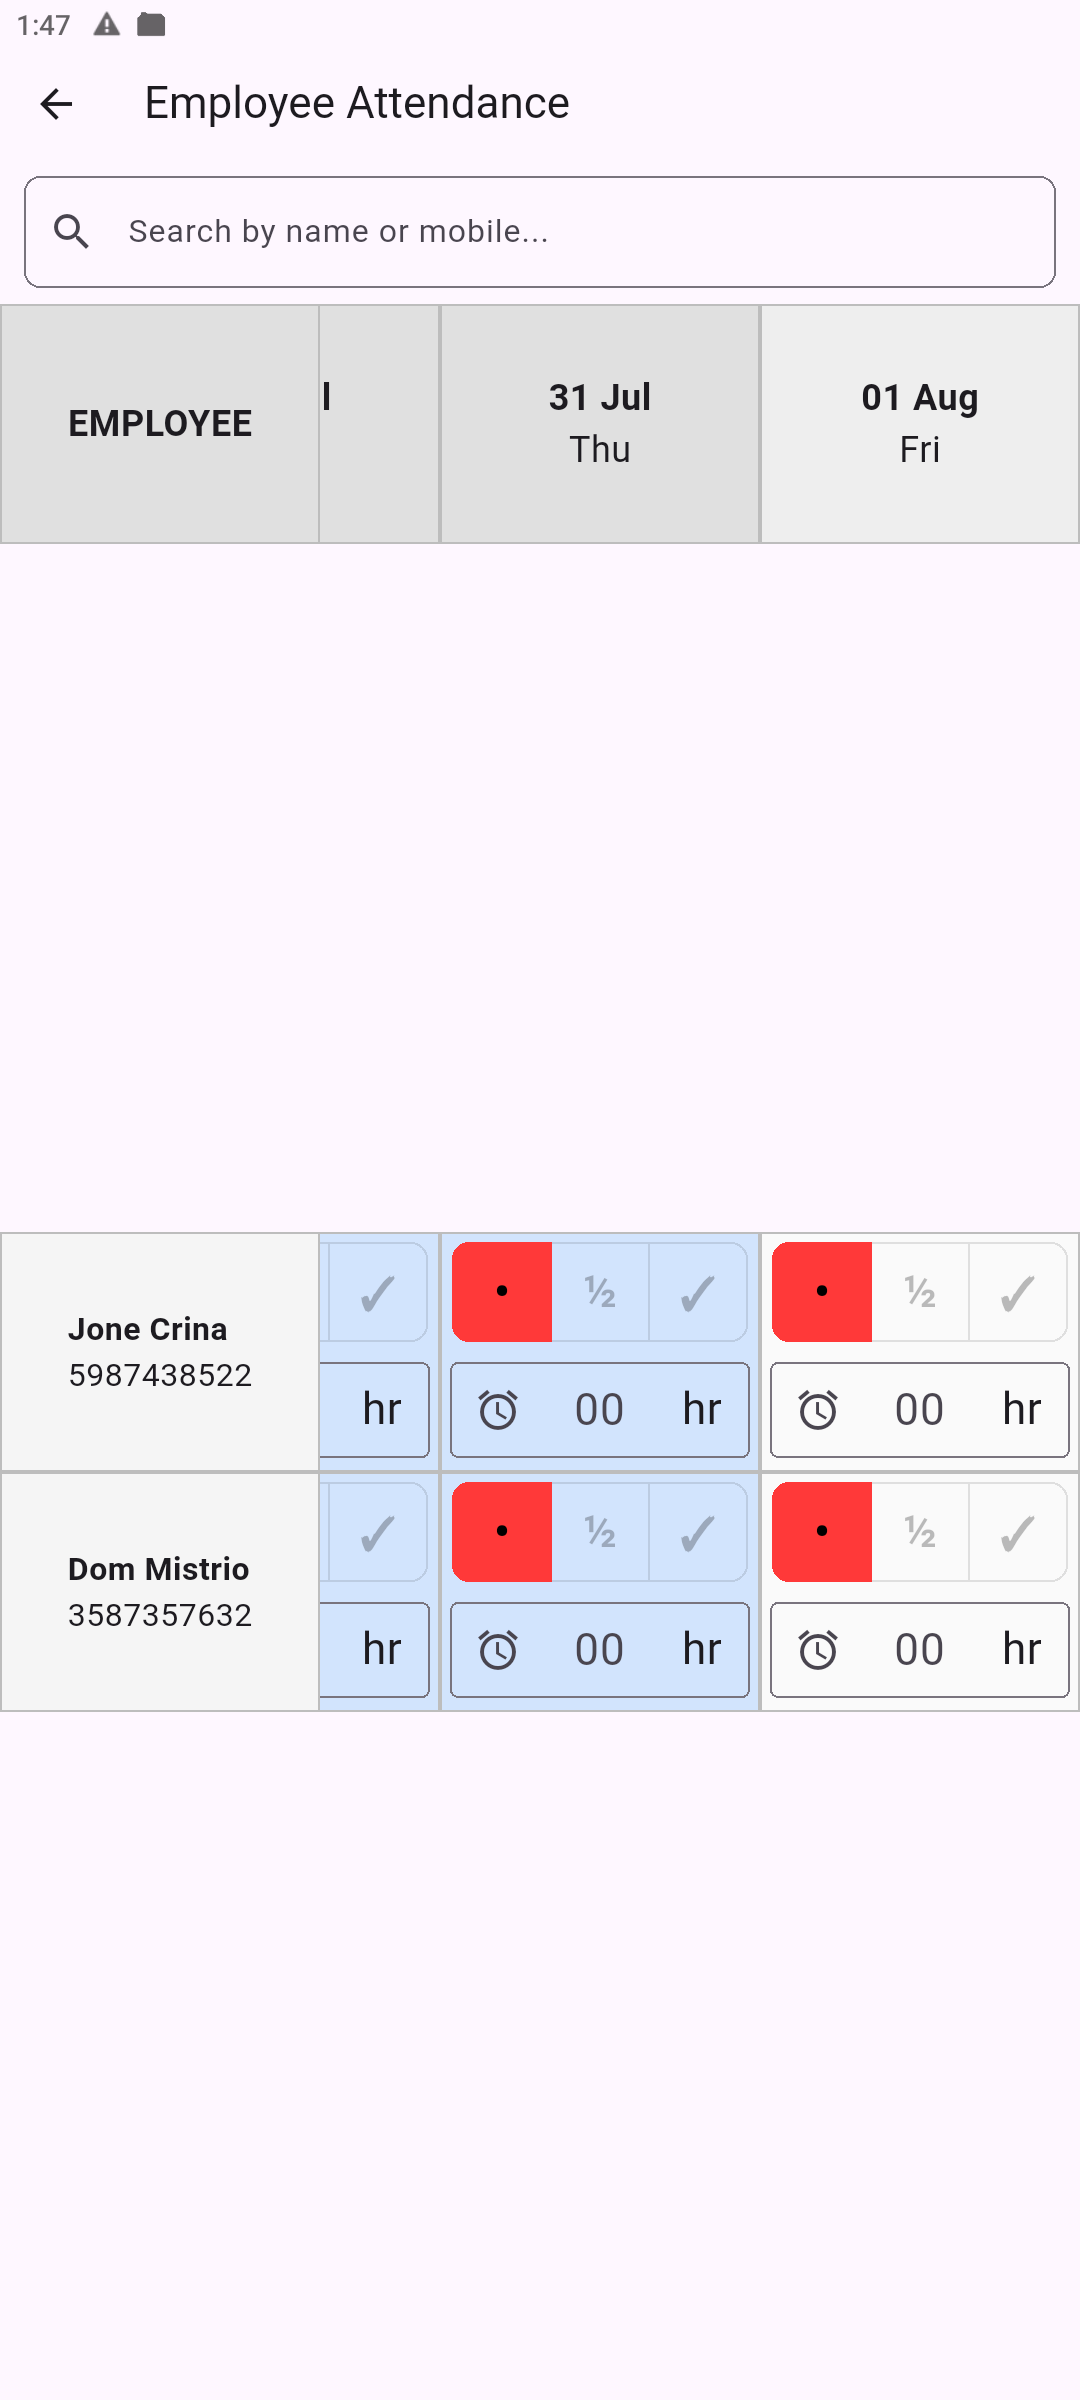 1:47
Employee Attendance
Search by name or mobile...
EMPLOYEE
l
31 Jul
Thu
01 Aug
Fri
Jone Crina
5987438522
✓
hr
• ½ ✓
00 hr
• ½ ✓
00 hr
Dom Mistrio
3587357632
✓
hr
• ½ ✓
00 hr
• ½ ✓
00 hr